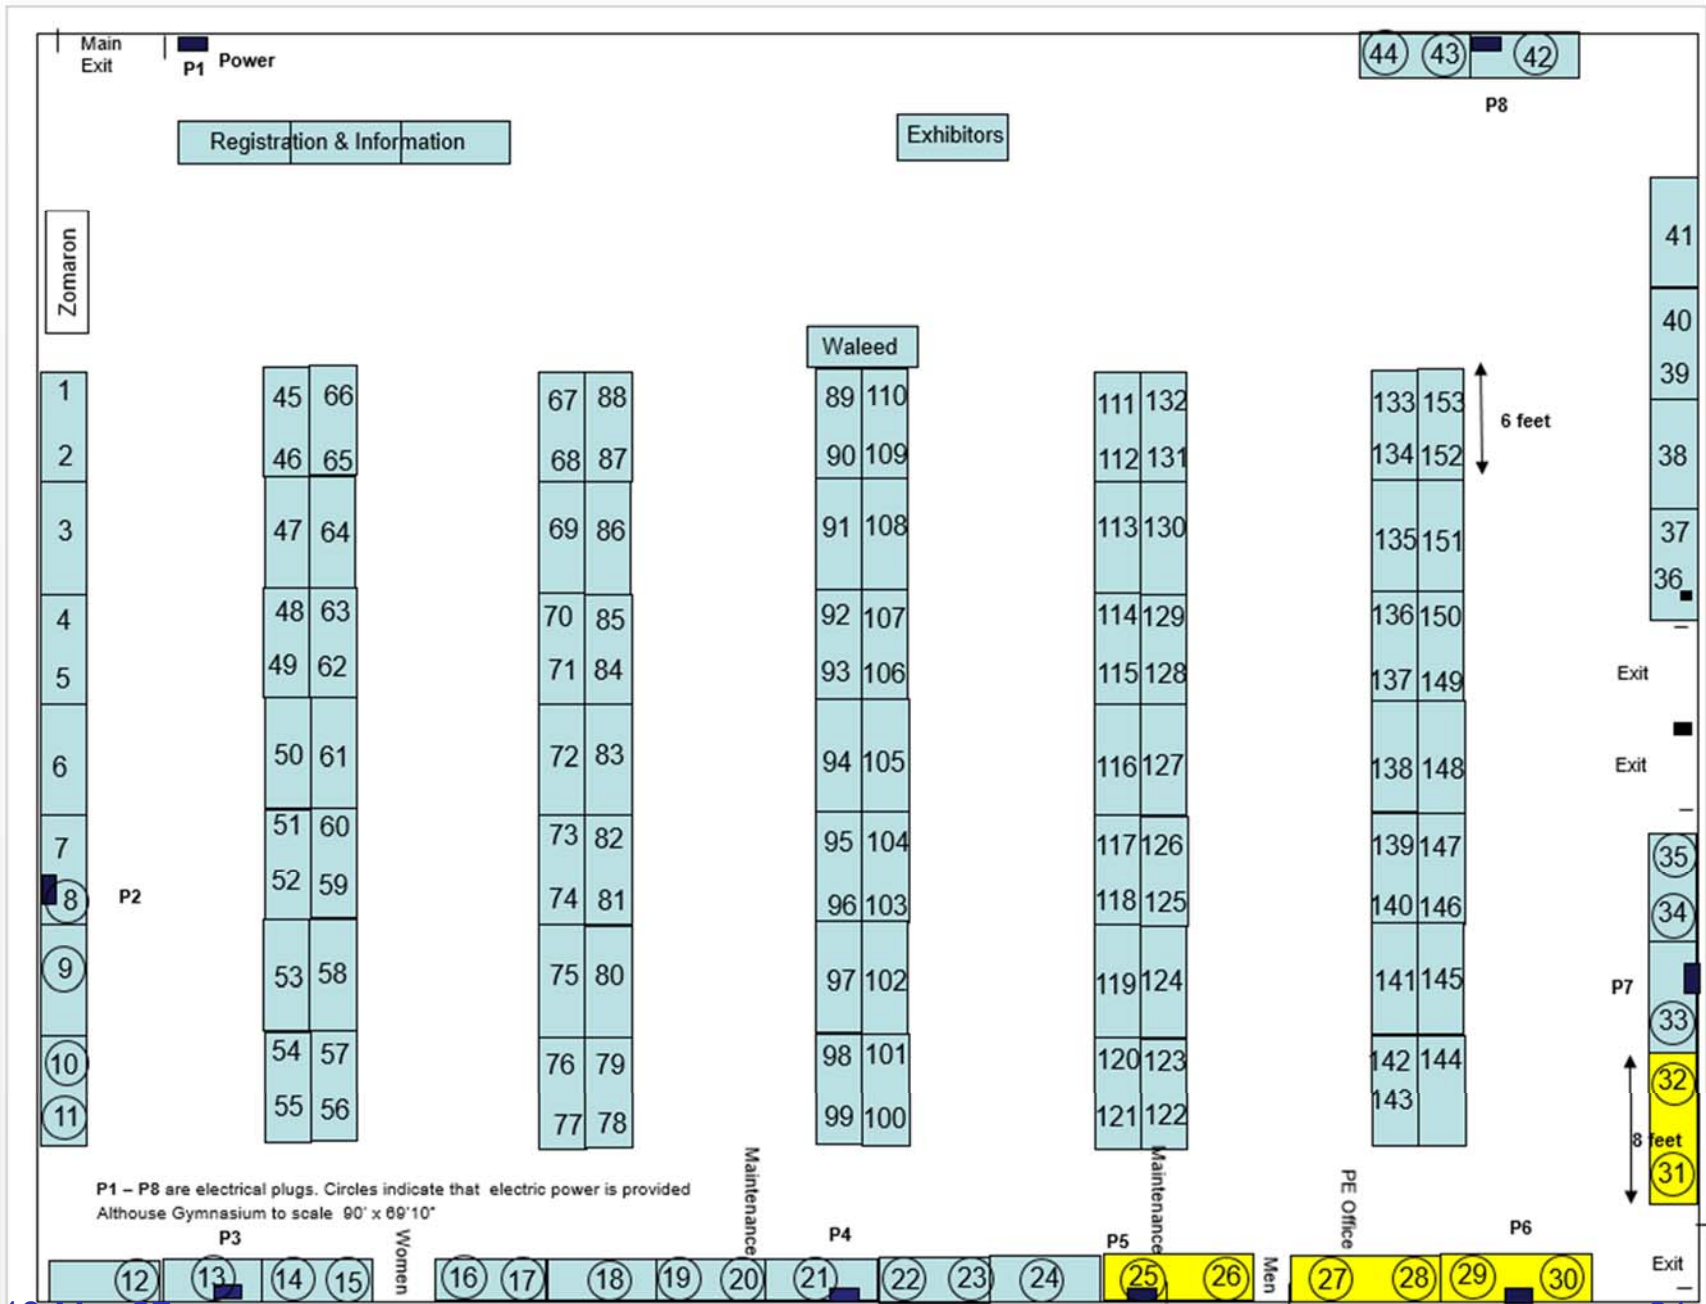 Main
Exit
P1 Power
44 43 42
P8
Registration & Information
Exhibitors
Zomaron
41
40
39
Waleed
1 45 66 67 88 89 110 111 132 133 153
6 feet
2 46 65 68 87 90 109 112 131 134 152 38
3 47 64 69 86 91 108 113 130 135 151 37
36
4 48 63 70 85 92 107 114 129 136 150
5 49 62 71 84 93 106 115 128 137 149 Exit
6 50 61 72 83 94 105 116 127 138 148 Exit
7 51 60 73 82 95 104 117 126 139 147 35
8 P2 52 59 74 81 96 103 118 125 140 146 34
9 53 58 75 80 97 102 119 124 141 145 P7
33
10 54 57 76 79 98 101 120 123 142 144 32
11 55 56 77 78 99 100 121 122 143
8 feet
31
P1 – P8 are electrical plugs. Circles indicate that electric power is provided
Althouse Gymnasium to scale 90' x 69'10"
Maintenance
Maintenance
PE Office
P3
Women
P4
P5
Men
P6
Exit
12 13 14 15 16 17 18 19 20 21 22 23 24 25 26 27 28 29 30